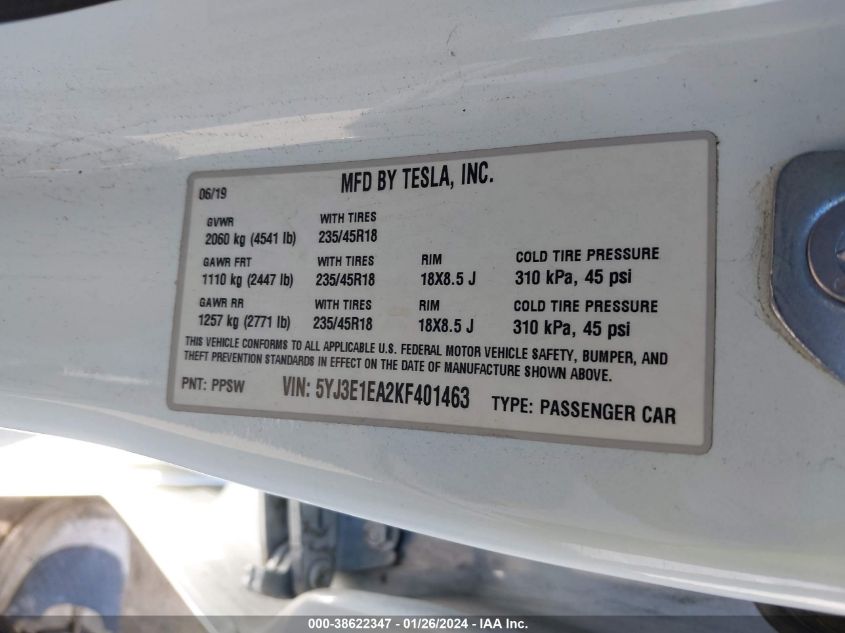 06/19 MFD BY TESLA, INC.
GVWR WITH TIRES
2060 kg (4541 lb) 235/45R18
GAWR FRT WITH TIRES RIM COLD TIRE PRESSURE
1110 kg (2447 lb) 235/45R18 18X8.5 J 310 kPa, 45 psi
GAWR RR WITH TIRES RIM COLD TIRE PRESSURE
1257 kg (2771 lb) 235/45R18 18X8.5 J 310 kPa, 45 psi
THIS VEHICLE CONFORMS TO ALL APPLICABLE U.S. FEDERAL MOTOR VEHICLE SAFETY, BUMPER, AND
THEFT PREVENTION STANDARDS IN EFFECT ON THE DATE OF MANUFACTURE SHOWN ABOVE.
PNT: PPSW VIN: 5YJ3E1EA2KF401463 TYPE: PASSENGER CAR
000-38622347 - 01/26/2024 - IAA Inc.